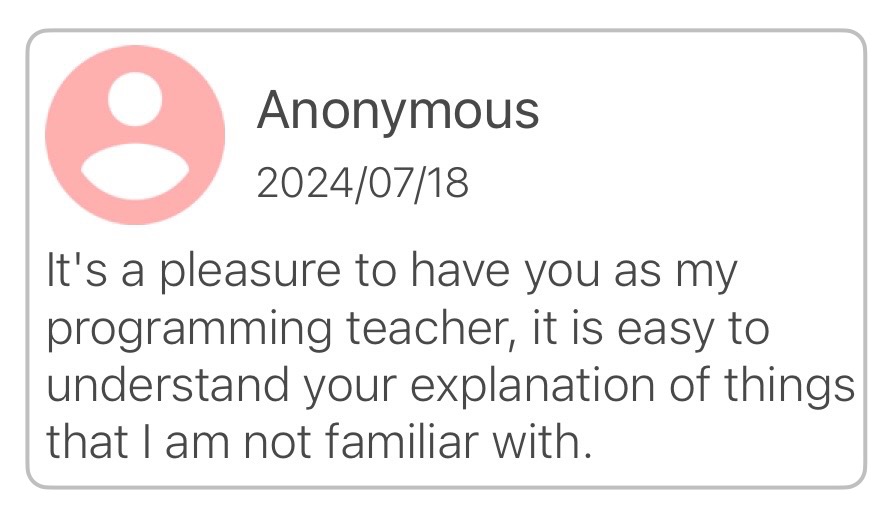 Anonymous
2024/07/18
It's a pleasure to have you as my
programming teacher, it is easy to
understand your explanation of things
that I am not familiar with.